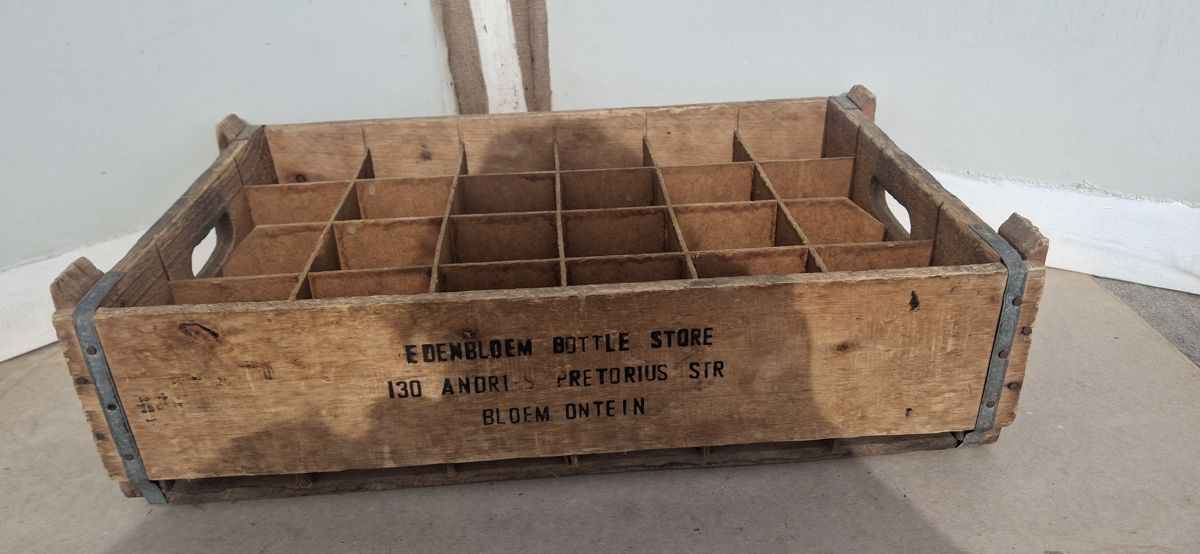 EDENBLOEM BOTTLE STORE
130 ANDRI S PRETORIUS STR
BLOEM ONTEIN